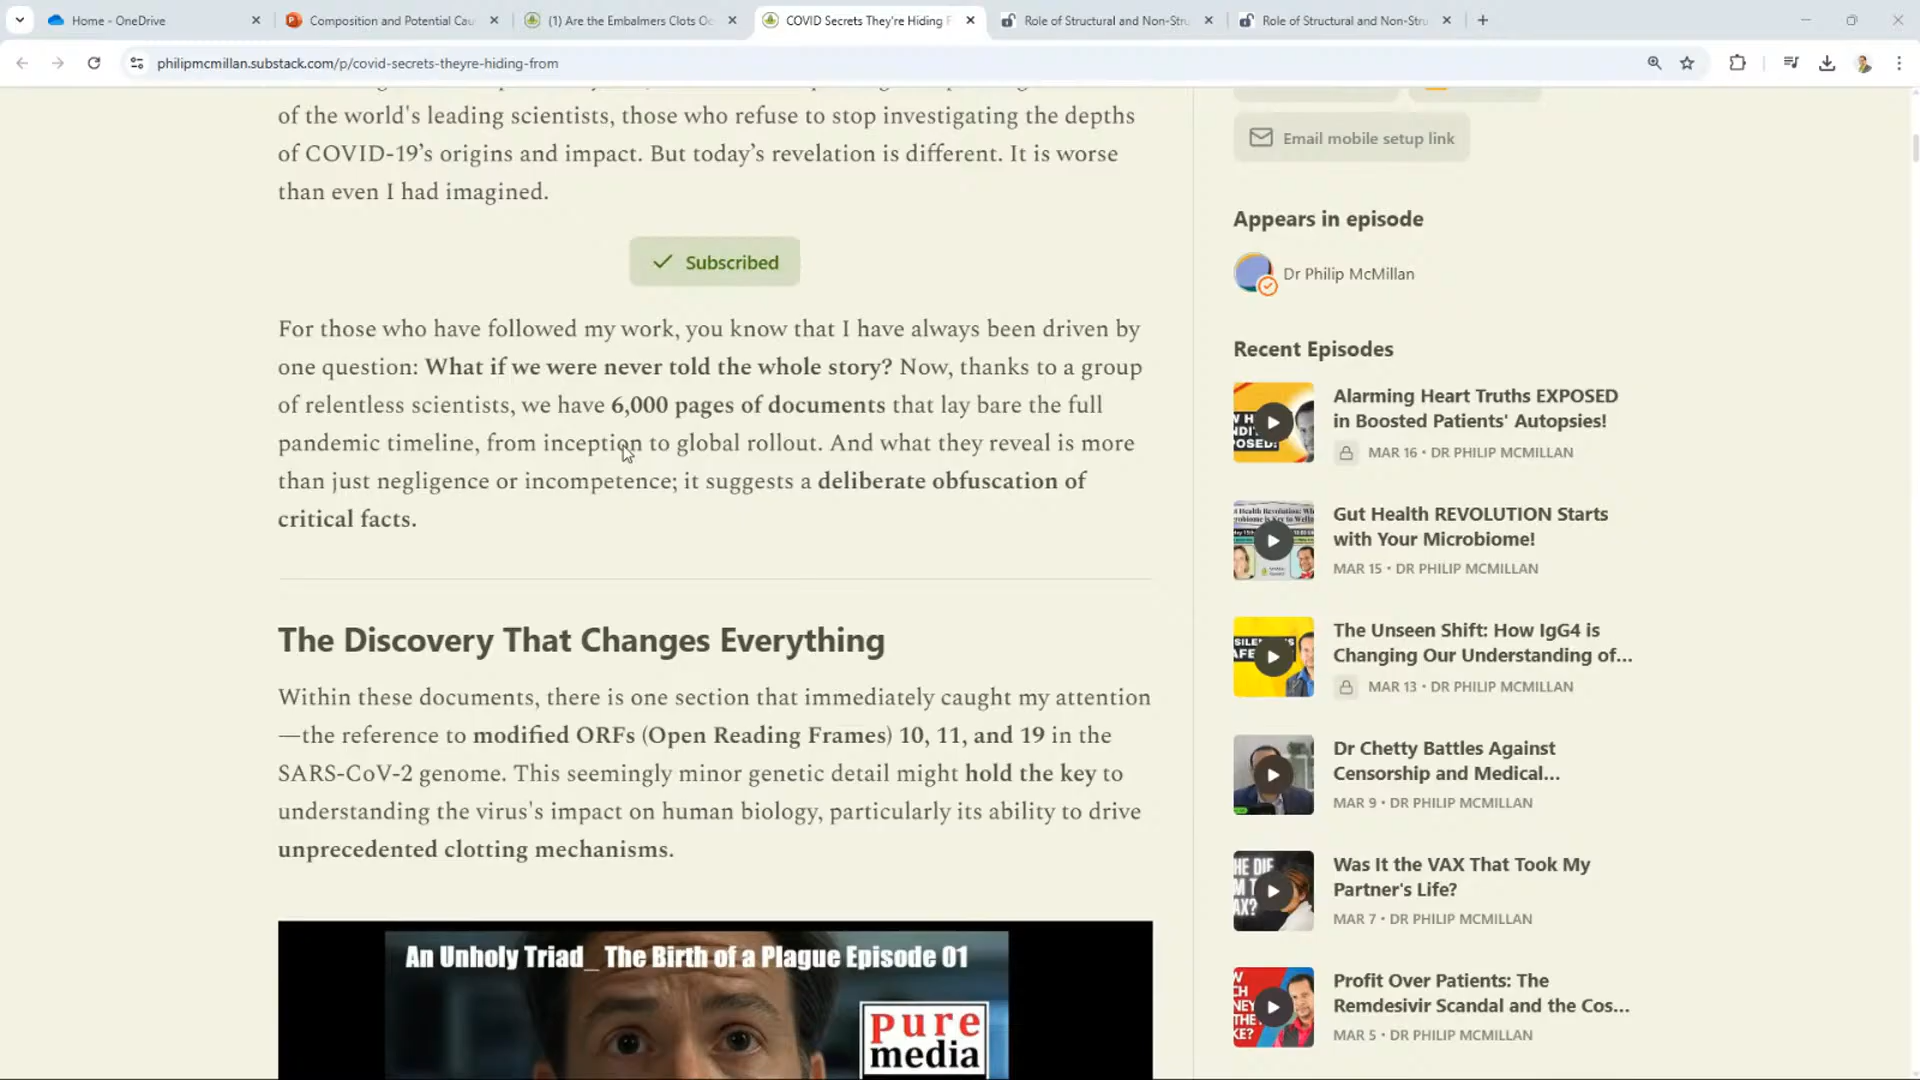 Home - OneDrive
Composition and Potential Cau
(1) Are the Embalmers Clots Oc
COVID Secrets They're Hiding F
Role of Structural and Non-Stru
Role of Structural and Non-Stru
philipmcmillan.substack.com/p/covid-secrets-theyre-hiding-from
of the world's leading scientists, those who refuse to stop investigating the depths
of COVID-19’s origins and impact. But today’s revelation is different. It is worse
than even I had imagined.
Subscribed
For those who have followed my work, you know that I have always been driven by
one question: What if we were never told the whole story? Now, thanks to a group
of relentless scientists, we have 6,000 pages of documents that lay bare the full
pandemic timeline, from inception to global rollout. And what they reveal is more
than just negligence or incompetence; it suggests a deliberate obfuscation of
critical facts.
The Discovery That Changes Everything
Within these documents, there is one section that immediately caught my attention
—the reference to modified ORFs (Open Reading Frames) 10, 11, and 19 in the
SARS-CoV-2 genome. This seemingly minor genetic detail might hold the key to
understanding the virus's impact on human biology, particularly its ability to drive
unprecedented clotting mechanisms.
An Unholy Triad_ The Birth of a Plague Episode 01
pure
media
Email mobile setup link
Appears in episode
Dr Philip McMillan
Recent Episodes
Alarming Heart Truths EXPOSED
in Boosted Patients' Autopsies!
MAR 16 • DR PHILIP MCMILLAN
Gut Health REVOLUTION Starts
with Your Microbiome!
MAR 15 • DR PHILIP MCMILLAN
The Unseen Shift: How IgG4 is
Changing Our Understanding of...
MAR 13 • DR PHILIP MCMILLAN
Dr Chetty Battles Against
Censorship and Medical...
MAR 9 • DR PHILIP MCMILLAN
Was It the VAX That Took My
Partner's Life?
MAR 7 • DR PHILIP MCMILLAN
Profit Over Patients: The
Remdesivir Scandal and the Cos...
MAR 5 • DR PHILIP MCMILLAN